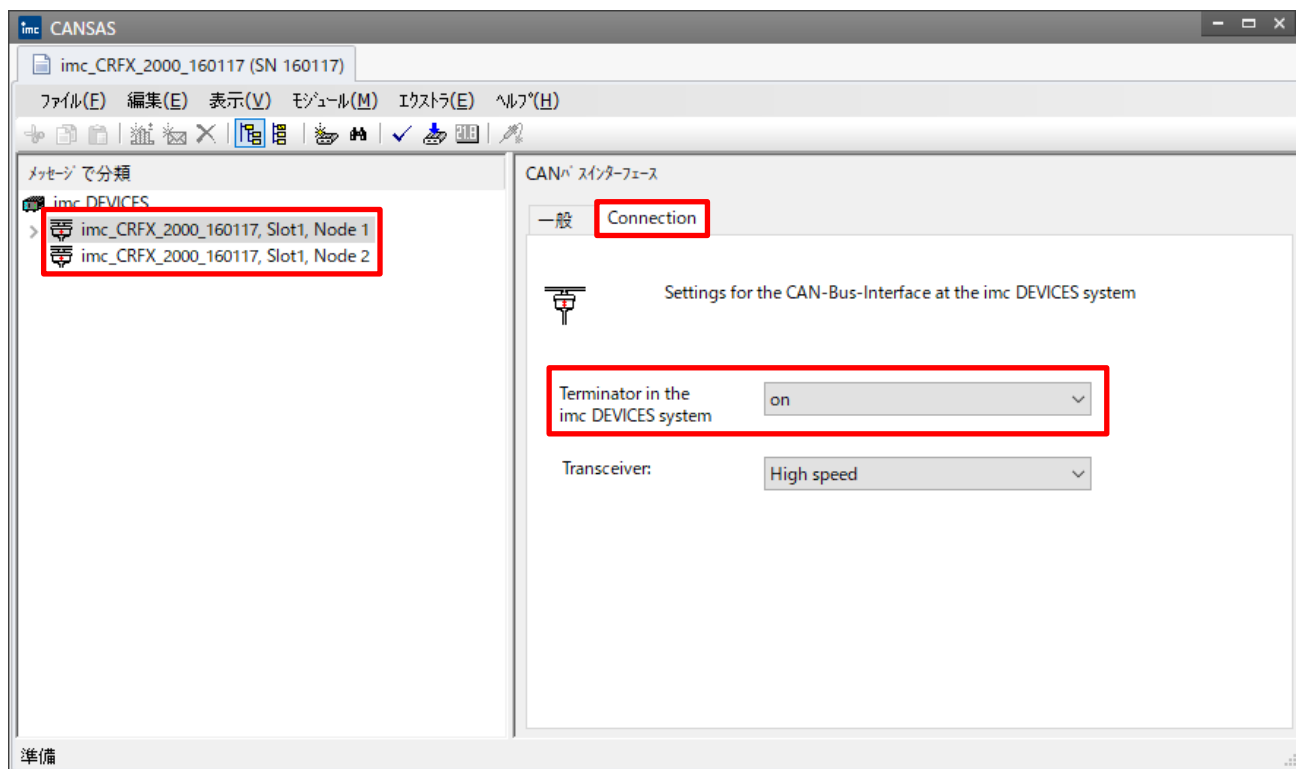 imc CANSAS
imc_CRFX_2000_160117 (SN 160117)
ファイル(F) 編集(E) 表示(V) モジュール(M) エクストラ(E) ヘルプ(H)
メッセージで分類
imc DEVICES
imc_CRFX_2000_160117, Slot1, Node 1
imc_CRFX_2000_160117, Slot1, Node 2
CANバスインターフェース
一般 Connection
Settings for the CAN-Bus-Interface at the imc DEVICES system
Terminator in the
imc DEVICES system
on
Transceiver:
High speed
準備